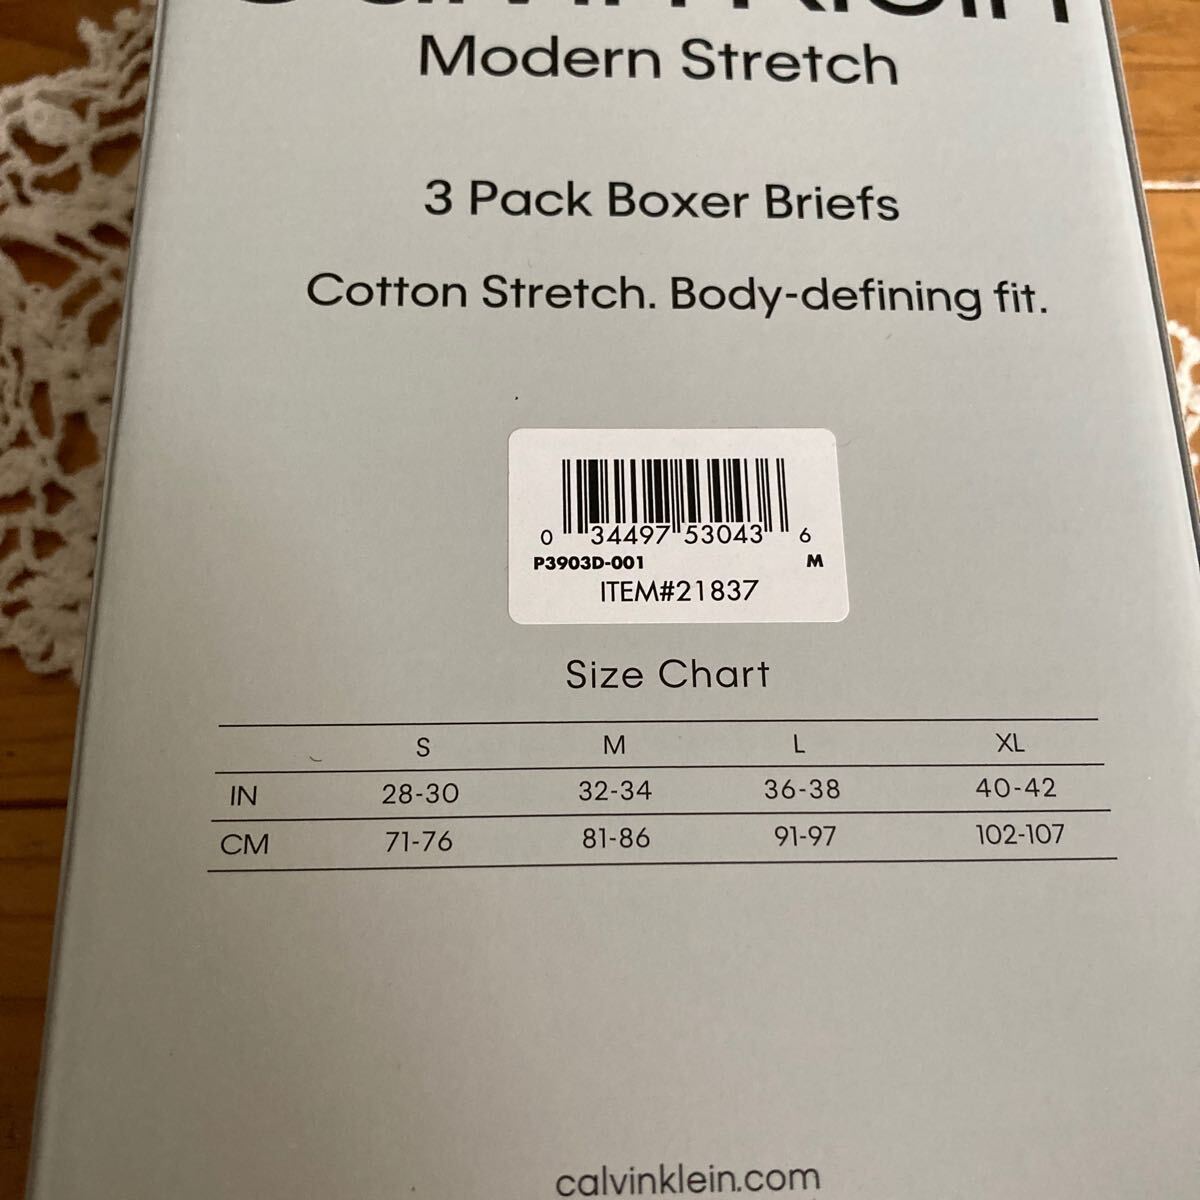 Calvin Klein
Modern Stretch
3 Pack Boxer Briefs
Cotton Stretch. Body-defining fit.
0 34497 53043 6
P3903D-001 M
ITEM#21837
Size Chart
S M L XL
IN 28-30 32-34 36-38 40-42
CM 71-76 81-86 91-97 102-107
calvinklein.com